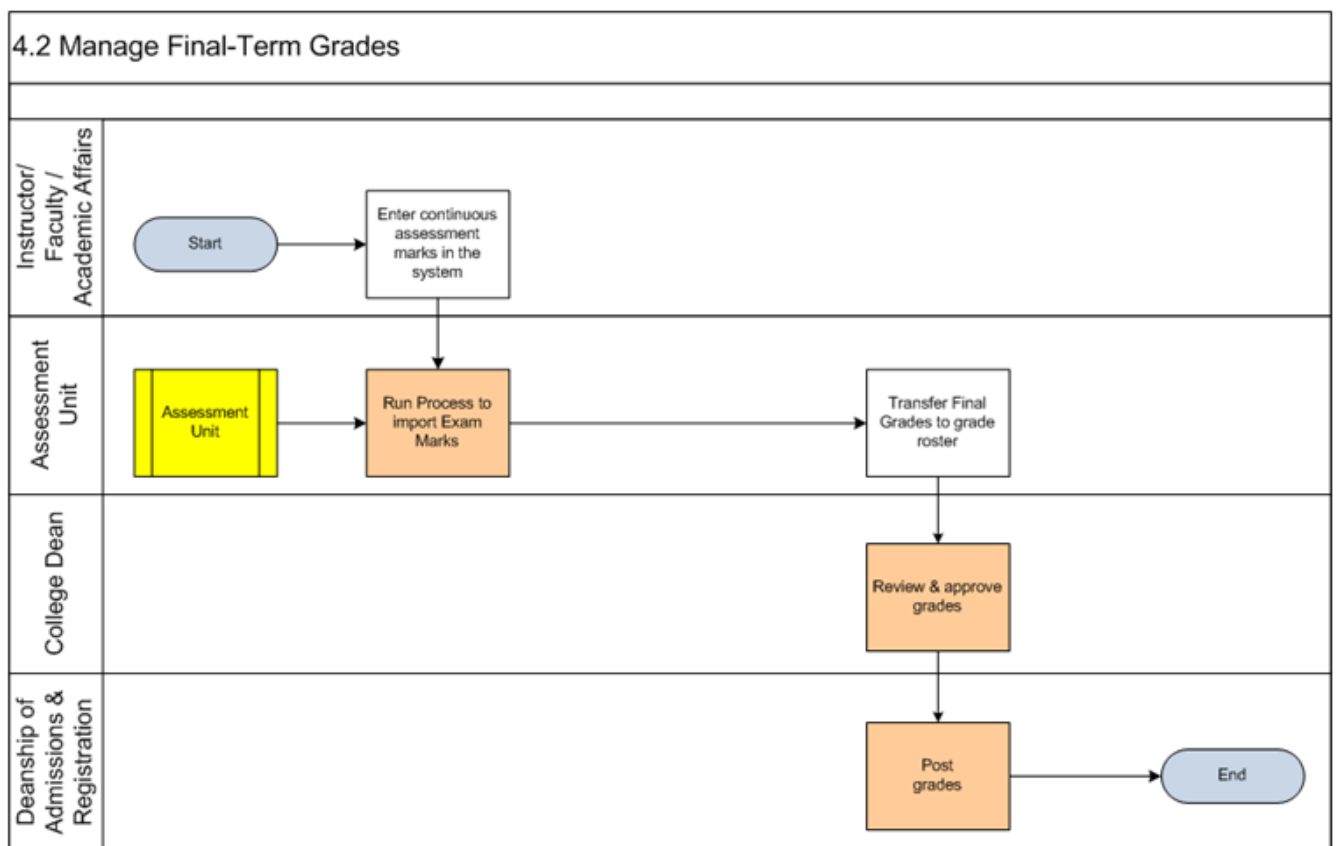 4.2 Manage Final-Term Grades
Instructor/
Faculty /
Academic Affairs
Start
Enter continuous
assessment
marks in the
system
Assessment
Unit
Assessment
Unit
Run Process to
import Exam
Marks
Transfer Final
Grades to grade
roster
College Dean
Review & approve
grades
Deanship of
Admissions &
Registration
Post
grades
End